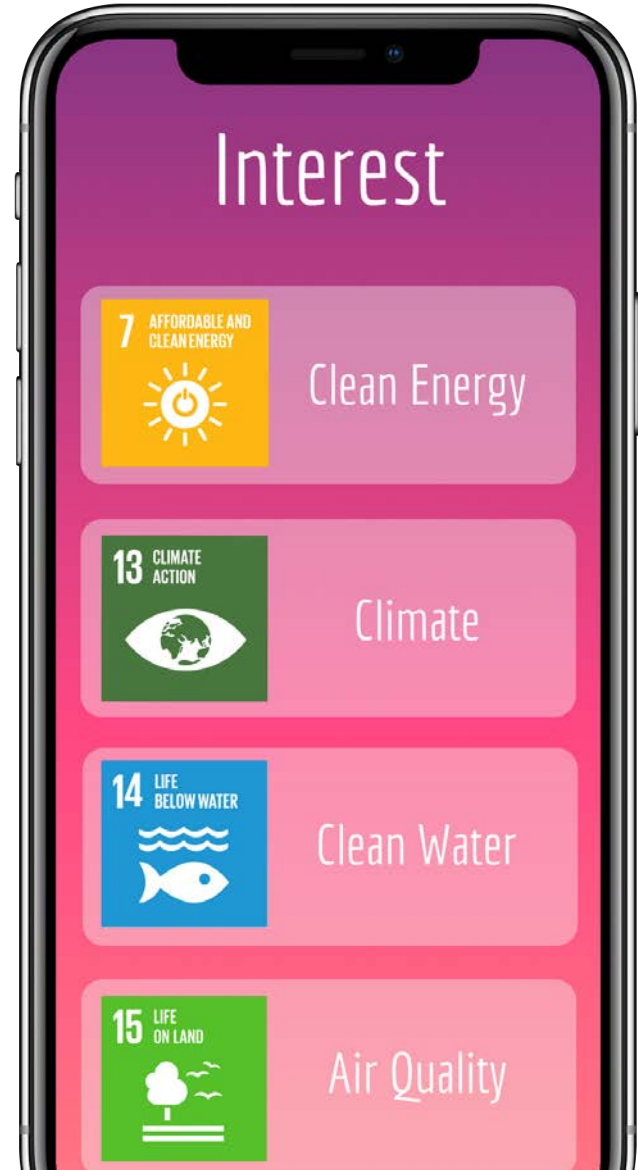 Interest
7 AFFORDABLE AND
CLEAN ENERGY
Clean Energy
13 CLIMATE
ACTION
Climate
14 LIFE
BELOW WATER
Clean Water
15 LIFE
ON LAND
Air Quality